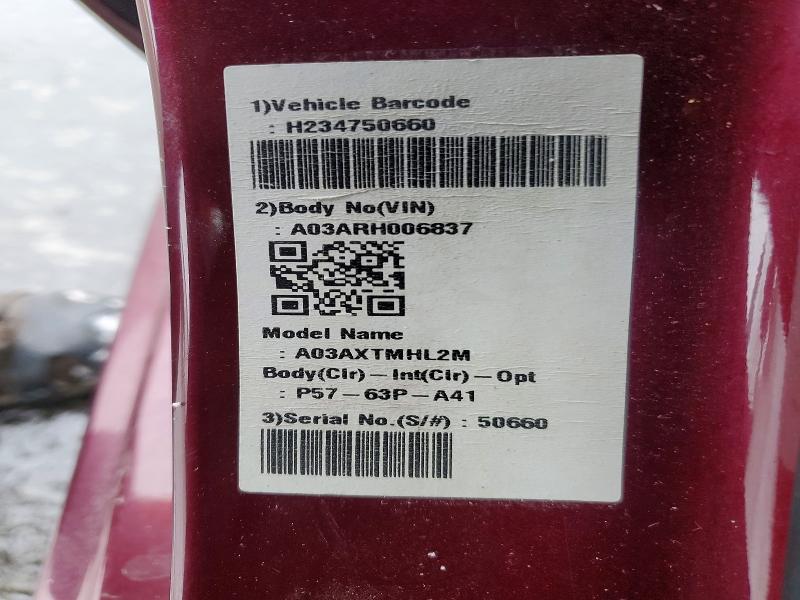 1)Vehicle Barcode
: H234750660
2)Body No(VIN)
: A03ARH006837
Model Name
: A03AXTMHL2M
Body(Clr)－Int(Clr)－Opt
: P57－63P－A41
3)Serial No.(S/#) : 50660